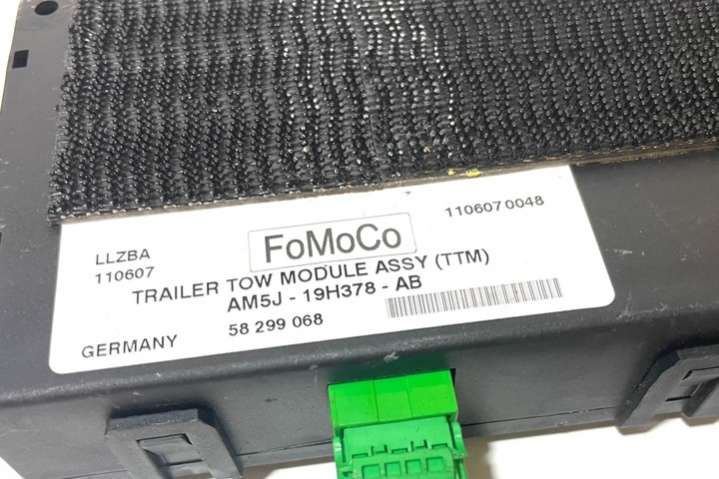 LLZBA
110607
FoMoCo
1106070048
TRAILER TOW MODULE ASSY (TTM)
AM5J - 19H378 - AB
58 299 068
GERMANY